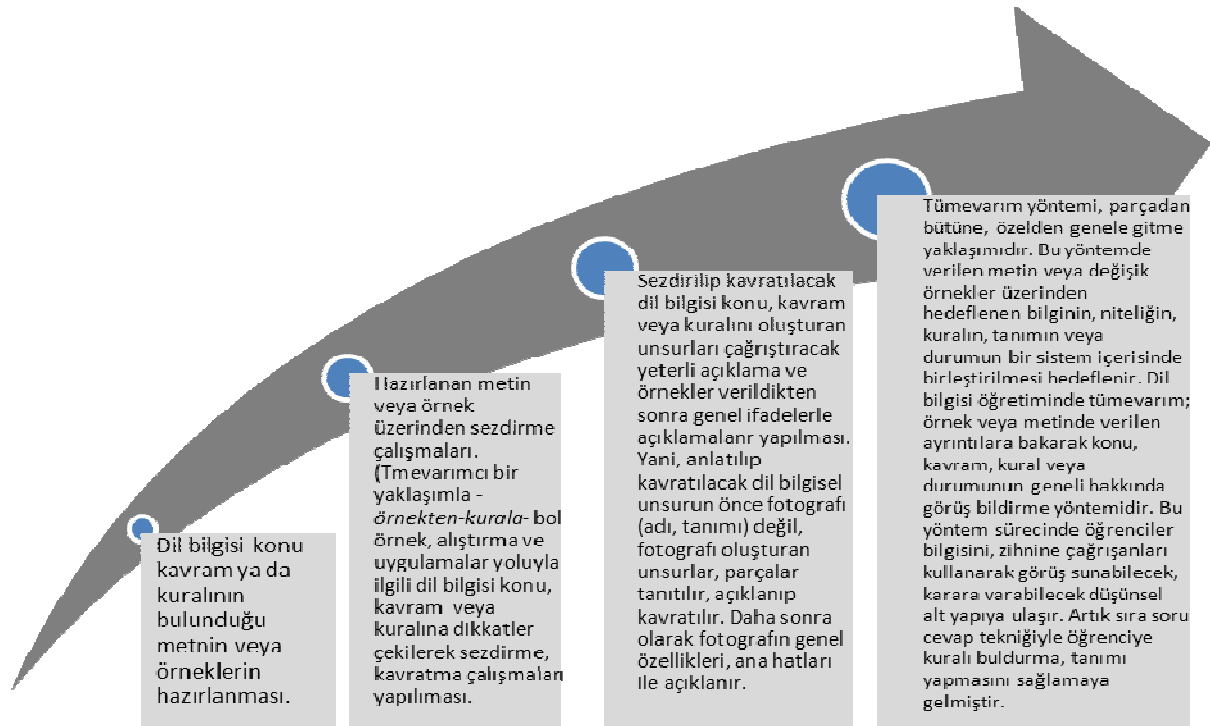 Dil bilgisi konu
kavram ya da
kuralının
bulunduğu
metnin veya
örneklerin
hazırlanması.
Hazırlanan metin
veya örnek
üzerinden sezdirme
çalışmaları.
(Tmevarımcı bir
yaklaşımla -
örnekten-kurala- bol
örnek, alıştırma ve
uygulamalar yoluyla
ilgili dil bilgisi konu,
kavram veya
kuralına dikkatler
çekilerek sezdirme,
kavratma çalışmaları
yapılıması.
Sezdirilip kavratılacak
dil bilgisi konu, kavram
veya kuralını oluşturan
unsurları çağrıştıracak
yeterli açıklama ve
örnekler verildikten
sonra genel ifadelerle
açıklamalanr yapılması.
Yani, anlatılıp
kavratılacak dil bilgisel
unsurun önce fotografı
(adı, tanımı) değil,
fotografı oluşturan
unsurlar, parçalar
tanıtılır, açıklanıp
kavratılır. Daha sonra
olarak fotografın genel
özellikleri, ana hatları
ile açıklanır.
Tümevarım yöntemi, parçadan
bütüne, özelden genele gitme
yaklaşımıdır. Bu yöntemde
verilen metin veya değişik
örnekler üzerinden
hedeflenen bilginin, niteliğin,
kuralın, tanımın veya
durumun bir sistem içerisinde
birleştirilmesi hedeflenir. Dil
bilgisi öğretiminde tümevarım;
örnek veya metinde verilen
ayrıntılara bakarak konu,
kavram, kural veya
durumunun geneli hakkında
görüş bildirme yöntemidir. Bu
yöntem sürecinde öğrenciler
bilgisini, zihnine çağrışanları
kullanarak görüş sunabilecek,
karara varabilecek düşünsel
alt yapıya ulaşır. Artık sıra soru
cevap tekniğiyle öğrenciye
kuralı buldurma, tanımı
yapmasını sağlamaya
gelmiştir.